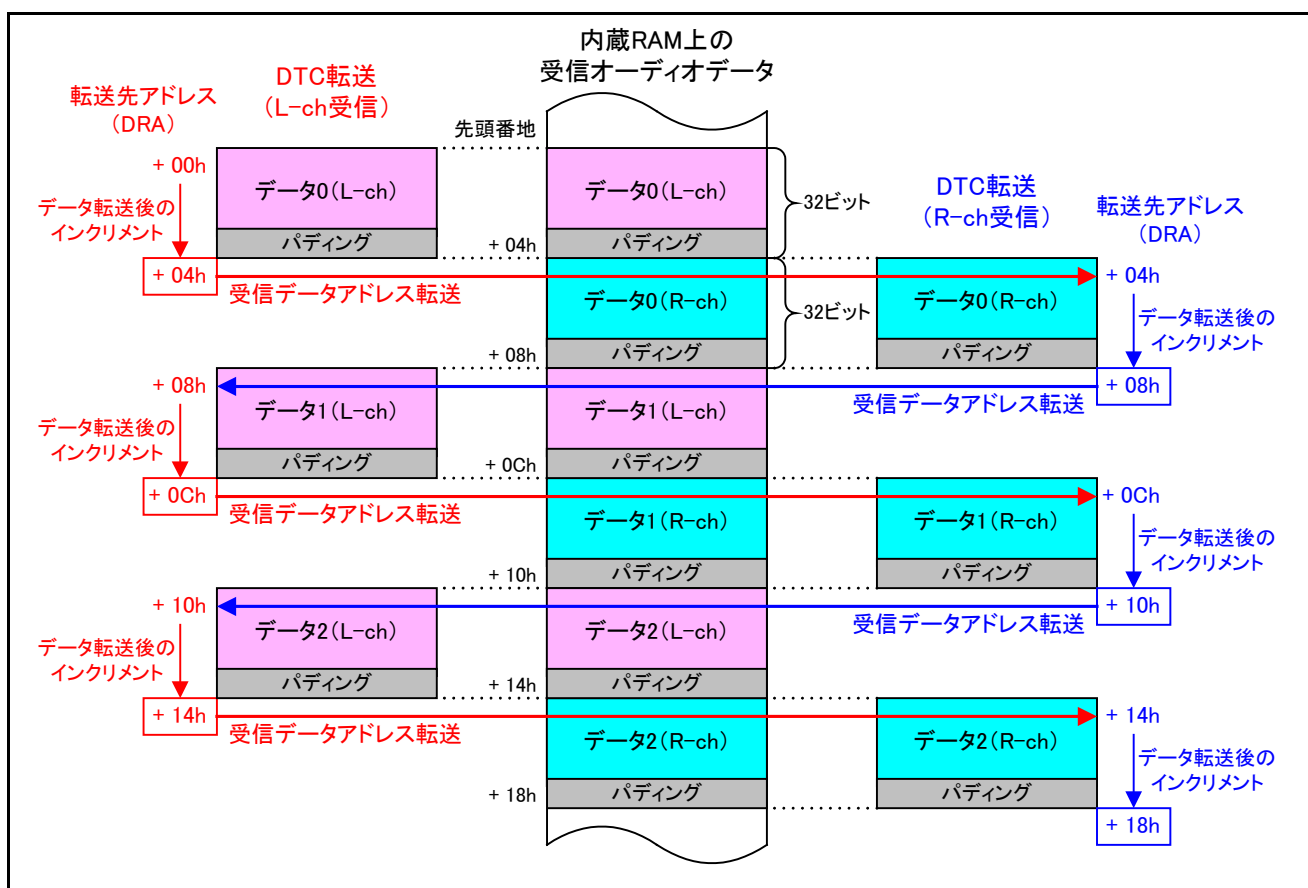 内蔵RAM上の
受信オーディオデータ
DTC転送
（L-ch受信）
転送先アドレス
（DRA）
先頭番地
+ 00h
データ0（L-ch）
データ0（L-ch）
32ビット
DTC転送
（R-ch受信）
転送先アドレス
（DRA）
データ転送後の
インクリメント
パディング
+ 04h
パディング
+ 04h
受信データアドレス転送
データ0（R-ch）
32ビット
データ0（R-ch）
+ 04h
データ転送後の
インクリメント
+ 08h
パディング
パディング
+ 08h
データ1（L-ch）
データ1（L-ch）
受信データアドレス転送
+ 08h
データ転送後の
インクリメント
パディング
+ 0Ch
パディング
+ 0Ch
受信データアドレス転送
データ1（R-ch）
データ1（R-ch）
+ 0Ch
データ転送後の
インクリメント
+ 10h
パディング
パディング
+ 10h
データ2（L-ch）
データ2（L-ch）
受信データアドレス転送
+ 10h
データ転送後の
インクリメント
パディング
+ 14h
パディング
+ 14h
受信データアドレス転送
データ2（R-ch）
データ2（R-ch）
+ 14h
データ転送後の
インクリメント
+ 18h
パディング
パディング
+ 18h